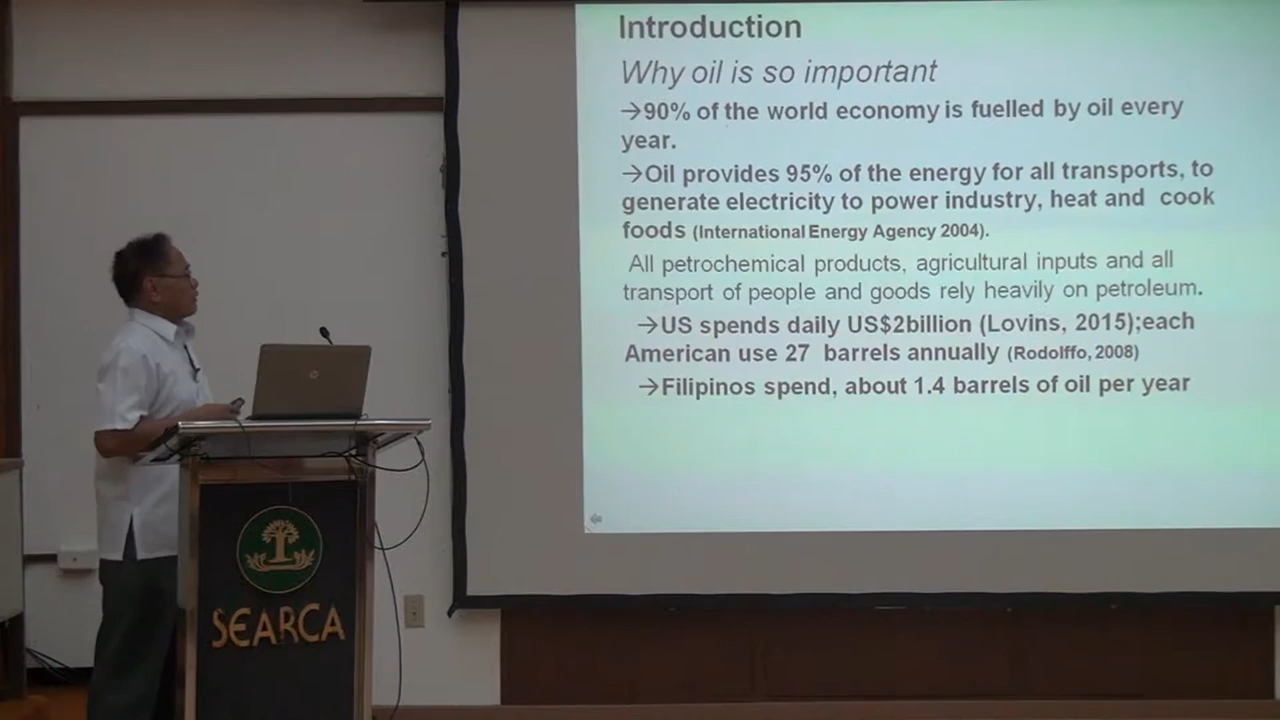 Introduction
Why oil is so important
→90% of the world economy is fuelled by oil every
year.
→Oil provides 95% of the energy for all transports, to
generate electricity to power industry, heat and cook
foods (International Energy Agency 2004).
All petrochemical products, agricultural inputs and all
transport of people and goods rely heavily on petroleum.
→US spends daily US$2billion (Lovins, 2015);each
American use 27 barrels annually (Rodolffo, 2008)
→Filipinos spend, about 1.4 barrels of oil per year
hp
SEARCA